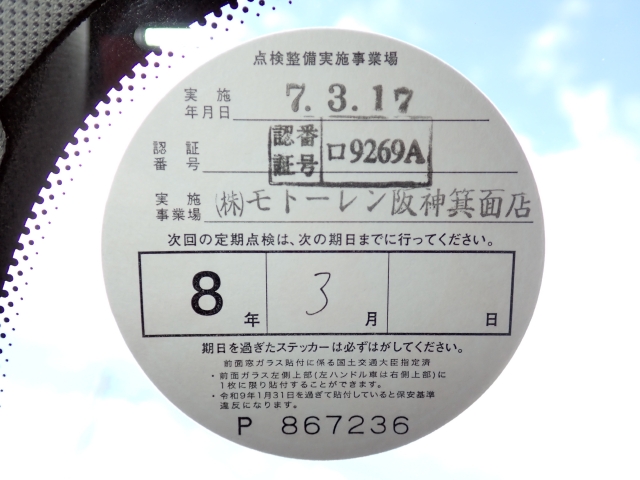 点検整備実施事業場
実施年月日 7.3.17
認証番号 認証番号 ロ9269A
実施事業場 (株)モトーレン阪神箕面店
次回の定期点検は、次の期日までに行ってください。
8年 3月 日
期日を過ぎたステッカーは必ずはがしてください。
前面窓ガラス貼付に係る国土交通大臣指定済
・前面ガラス左側上部(左ハンドル車は右側上部)に
1枚に限り貼付することができます。
・令和9年1月31日を過ぎて貼付していると保安基準
違反になります。
P 867236